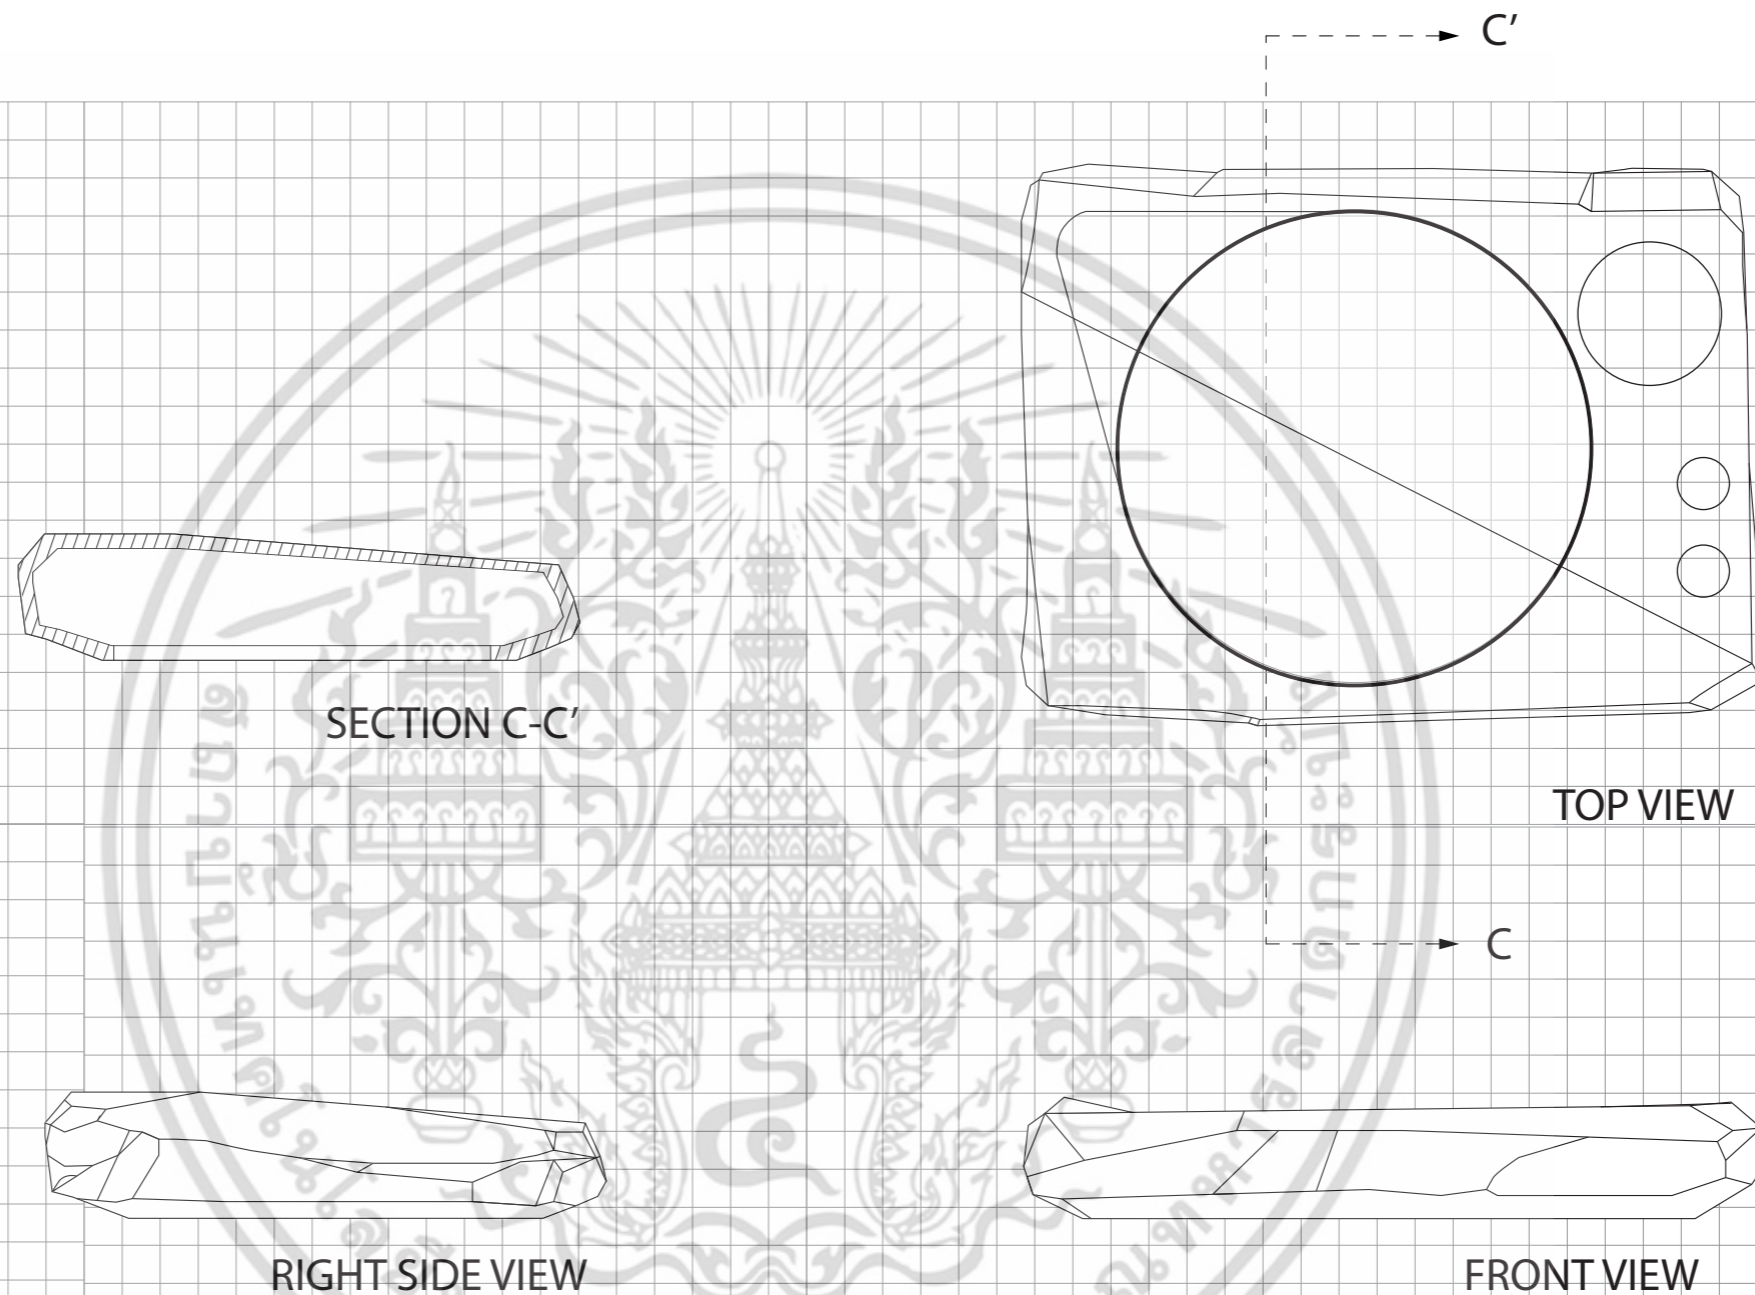 C’
SECTION C-C’
TOP VIEW
C
RIGHT SIDE VIEW
FRONT VIEW